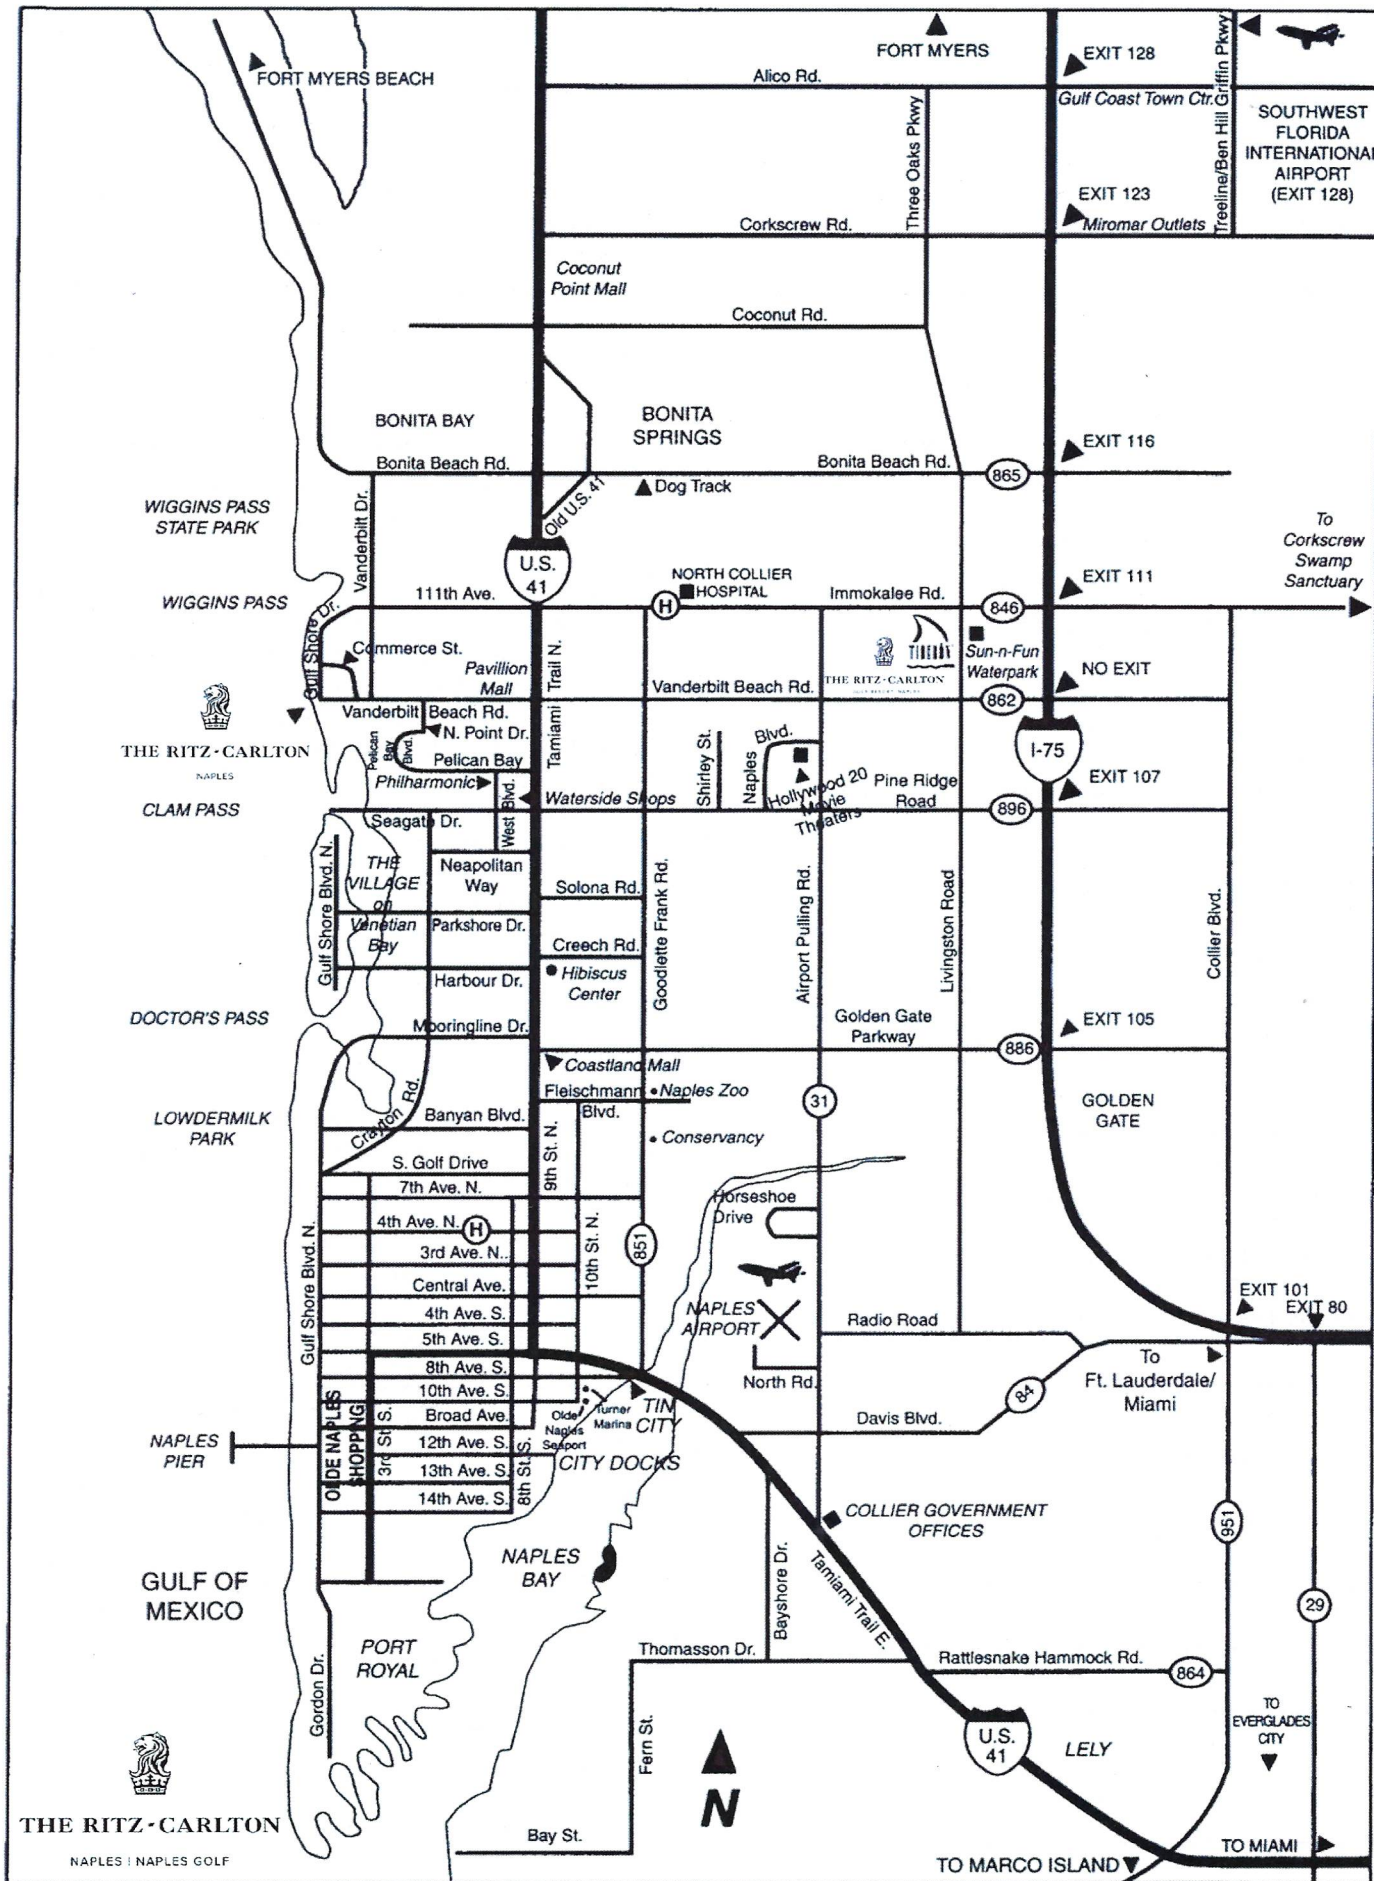 FORT MYERS BEACH
FORT MYERS
EXIT 128
Alico Rd.
Gulf Coast Town Ctr.
Treeline/Ben Hill Griffin Pkwy
SOUTHWEST
FLORIDA
INTERNATIONAL
AIRPORT
(EXIT 128)
Three Oaks Pkwy
EXIT 123
Miromar Outlets
Corkscrew Rd.
Coconut
Point Mall
Coconut Rd.
BONITA BAY
BONITA
SPRINGS
EXIT 116
Bonita Beach Rd.
Bonita Beach Rd.
865
Dog Track
Old U.S. 41
WIGGINS PASS
STATE PARK
Vanderbilt Dr.
U.S.
41
To
Corkscrew
Swamp
Sanctuary
WIGGINS PASS
111th Ave.
NORTH COLLIER
HOSPITAL
H
Immokalee Rd.
846
EXIT 111
Gulf Shore Dr.
Commerce St.
Pavillion
Mall
Tamiami Trail N.
TIBURÓN
THE RITZ-CARLTON
Sun-n-Fun
Waterpark
NO EXIT
Vanderbilt Beach Rd.
862
THE RITZ-CARLTON
NAPLES
Vanderbilt Beach Rd.
N. Point Dr.
Pelican
Bay
Blvd.
Pelican Bay
Philharmonic
West Blvd.
Waterside Shops
Shirley St.
Naples Blvd.
Hollywood 20
Movie
Theaters
Pine Ridge
Road
896
I-75
EXIT 107
CLAM PASS
Seagate Dr.
Gulf Shore Blvd. N.
THE
VILLAGE
on
Venetian
Bay
Neapolitan
Way
Solona Rd.
Goodlette Frank Rd.
Airport Pulling Rd.
Livingston Road
Collier Blvd.
Parkshore Dr.
Creech Rd.
Harbour Dr.
Hibiscus
Center
DOCTOR'S PASS
Mooringline Dr.
Golden Gate
Parkway
886
EXIT 105
Coastland Mall
Fleischmann
Blvd.
Naples Zoo
31
GOLDEN
GATE
LOWDERMILK
PARK
Crayton Rd.
Banyan Blvd.
9th St. N.
Conservancy
S. Golf Drive
7th Ave. N.
Horseshoe
Drive
4th Ave. N.
H
10th St. N.
851
3rd Ave. N.
Gulf Shore Blvd. N.
Central Ave.
4th Ave. S.
5th Ave. S.
NAPLES
AIRPORT
Radio Road
EXIT 101
EXIT 80
8th Ave. S.
North Rd.
To
Ft. Lauderdale/
Miami
84
10th Ave. S.
TIN
CITY
Turner
Marina
Olde
Naples
Seaport
Broad Ave.
Davis Blvd.
OLDE NAPLES
SHOPPING
3rd St. S.
8th St. S.
NAPLES
PIER
12th Ave. S.
CITY DOCKS
13th Ave. S.
14th Ave. S.
COLLIER GOVERNMENT
OFFICES
951
NAPLES
BAY
GULF OF
MEXICO
Bayshore Dr.
Tamiami Trail E.
29
PORT
ROYAL
Thomasson Dr.
Rattlesnake Hammock Rd.
864
Gordon Dr.
Fern St.
U.S.
41
LELY
TO
EVERGLADES
CITY
N
THE RITZ-CARLTON
NAPLES | NAPLES GOLF
Bay St.
TO MIAMI
TO MARCO ISLAND